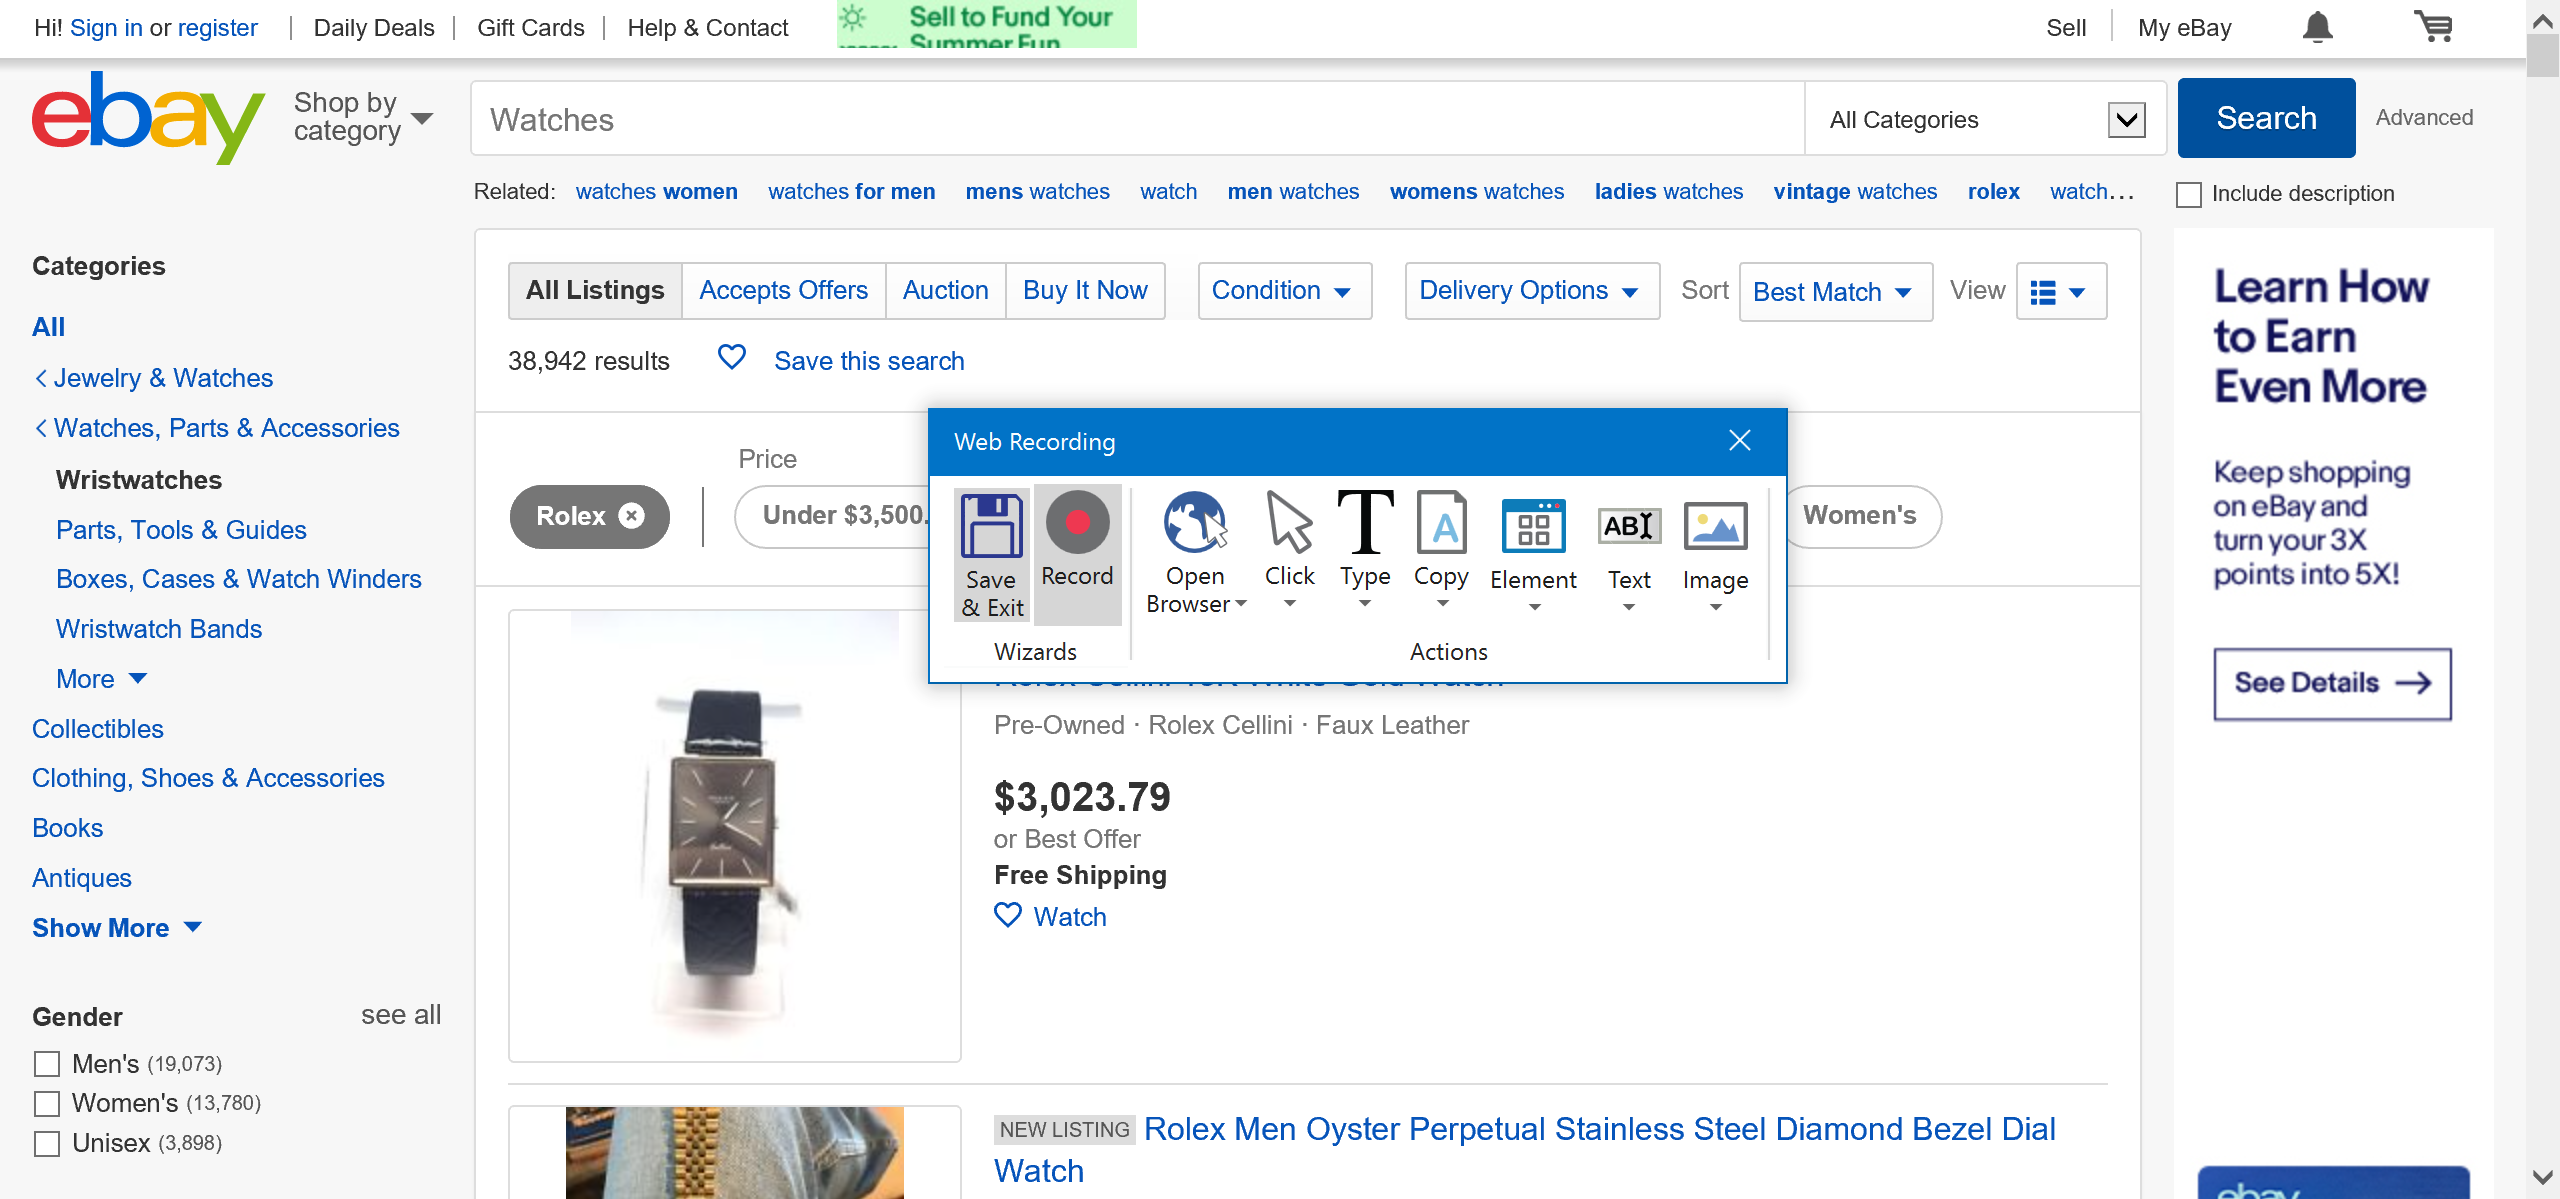 Hi! Sign in or register
Daily Deals
Gift Cards
Help & Contact
Sell to Fund Your
Summer Fun
Sell
My eBay
ebay
Shop by
category
Watches
All Categories
Search
Advanced
Related: watches women watches for men mens watches watch men watches womens watches ladies watches vintage watches rolex watch...
Include description
Categories
All
Jewelry & Watches
Watches, Parts & Accessories
Wristwatches
Parts, Tools & Guides
Boxes, Cases & Watch Winders
Wristwatch Bands
More
Collectibles
Clothing, Shoes & Accessories
Books
Antiques
Show More
Gender
see all
Men's (19,073)
Women's (13,780)
Unisex (3,898)
All Listings
Accepts Offers
Auction
Buy It Now
Condition
Delivery Options
Sort
Best Match
View
38,942 results
Save this search
Rolex
Price
Under $3,500.
Women's
Web Recording
Save
& Exit
Record
Wizards
Open
Browser
Click
Type
Copy
Element
Text
Image
Actions
ABI
Pre-Owned · Rolex Cellini · Faux Leather
$3,023.79
or Best Offer
Free Shipping
Watch
NEW LISTING Rolex Men Oyster Perpetual Stainless Steel Diamond Bezel Dial
Watch
Learn How
to Earn
Even More
Keep shopping
on eBay and
turn your 3X
points into 5X!
See Details
ebay